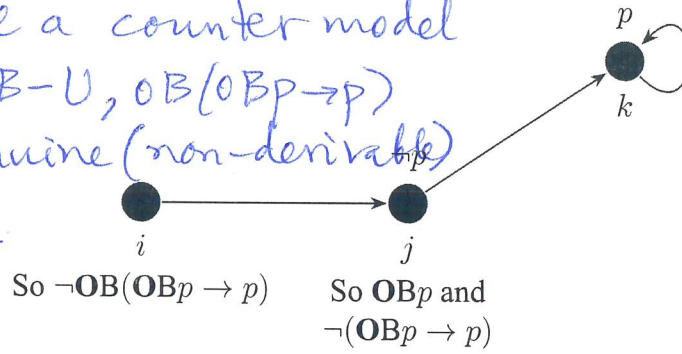 e a counter model
B-U, OB(OBp→p)
uine (non-derivable)
p
k
¬p
i
j
So ¬OB(OBp → p)
So OBp and
¬(OBp → p)